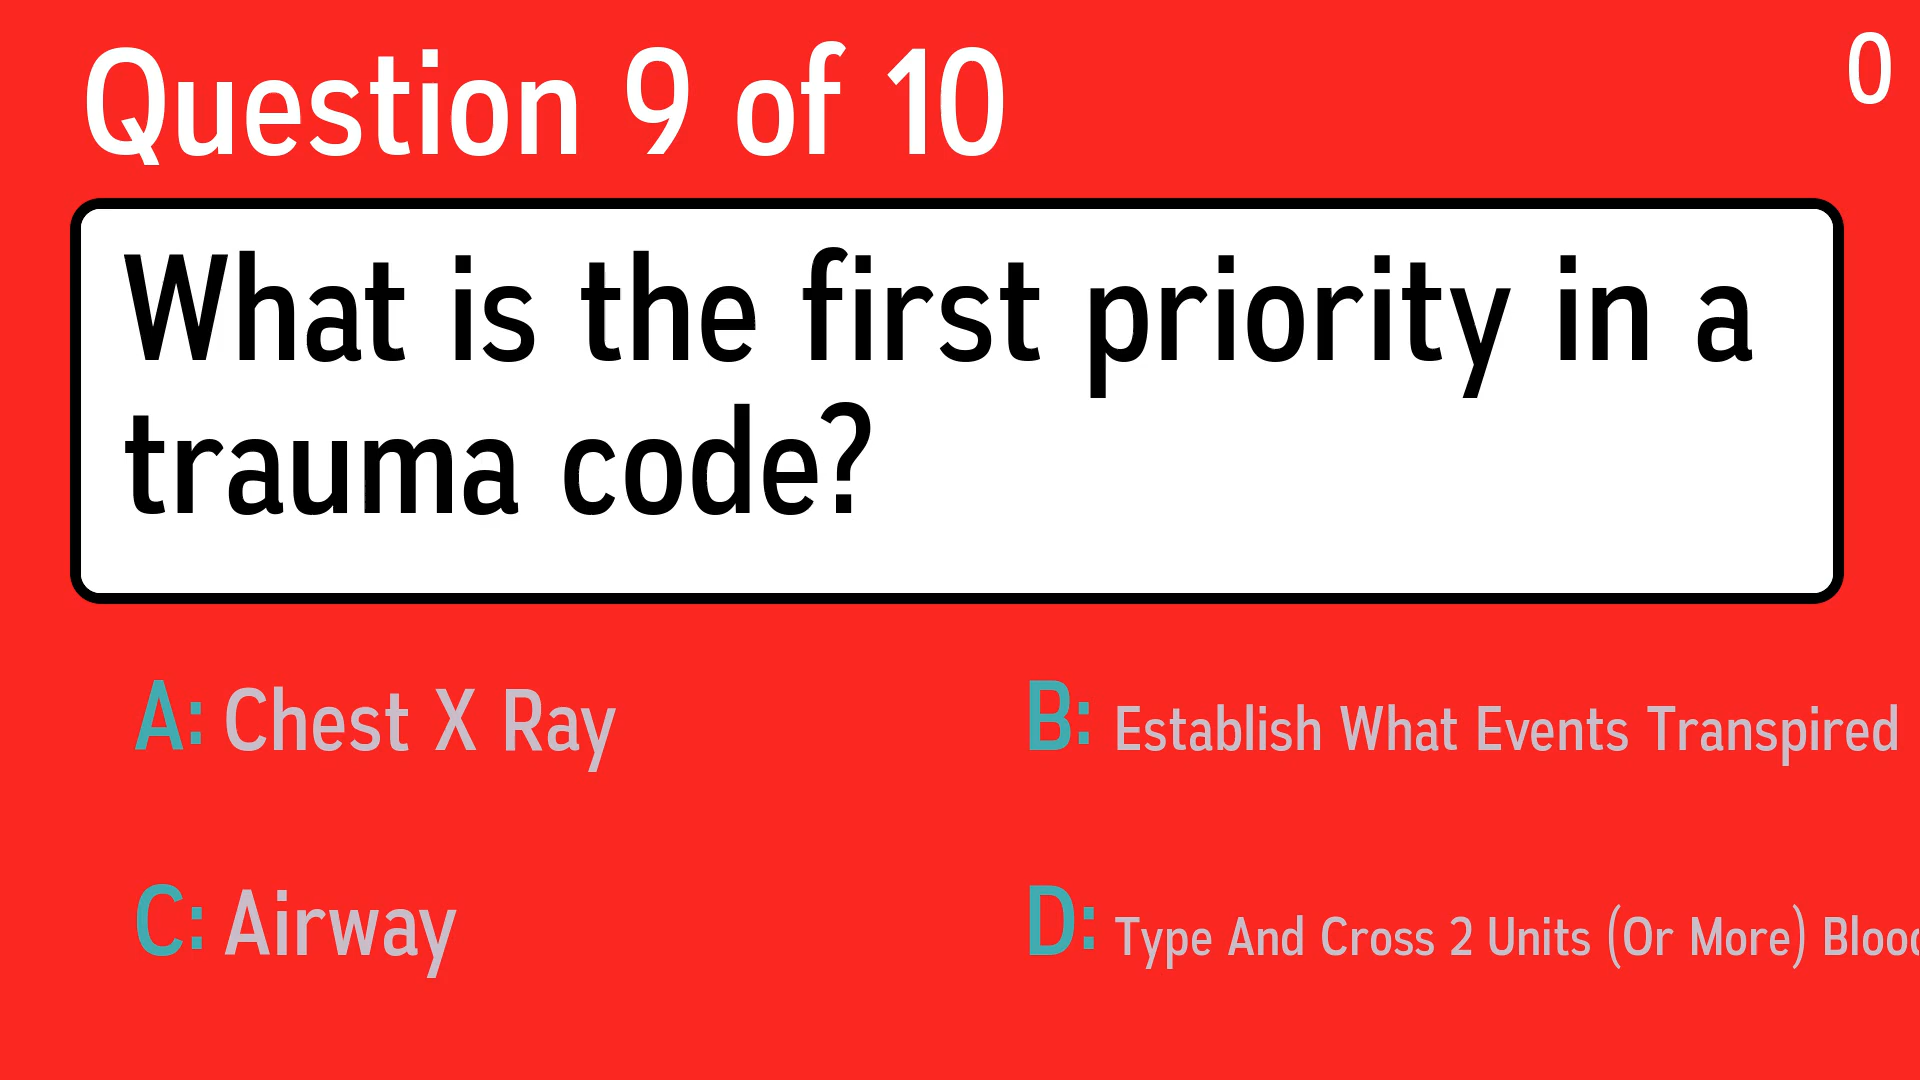 Question 9 of 10
0
What is the first priority in a
trauma code?
A: Chest X Ray
B: Establish What Events Transpired
C: Airway
D: Type And Cross 2 Units (Or More) Blood